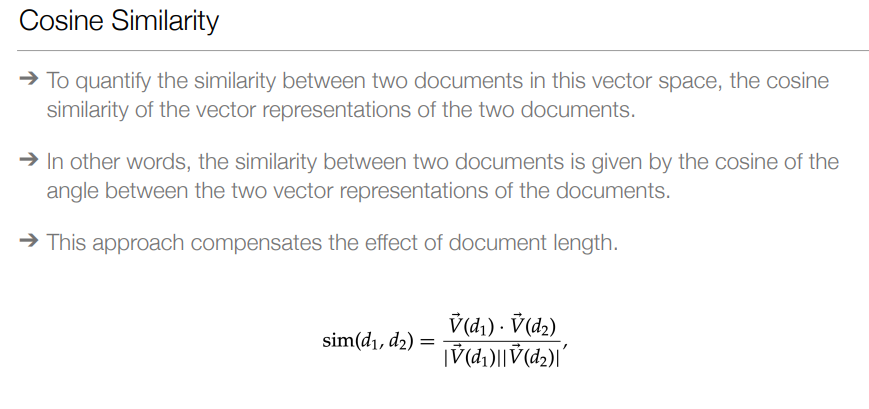 Cosine Similarity
➔ To quantify the similarity between two documents in this vector space, the cosine
similarity of the vector representations of the two documents.
➔ In other words, the similarity between two documents is given by the cosine of the
angle between the two vector representations of the documents.
➔ This approach compensates the effect of document length.
sim(d₁, d₂) = V⃗(d₁) · V⃗(d₂) / |V⃗(d₁)||V⃗(d₂)|,